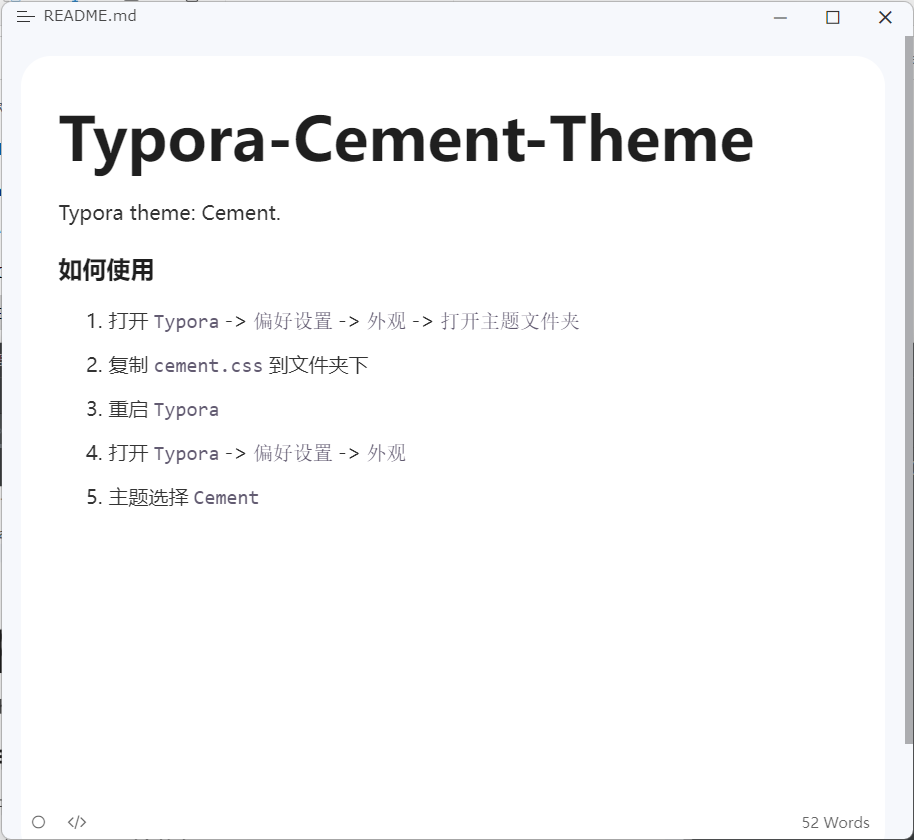 README.md
Typora-Cement-Theme
Typora theme: Cement.
如何使用
1. 打开 Typora -> 偏好设置 -> 外观 -> 打开主题文件夹
2. 复制 cement.css 到文件夹下
3. 重启 Typora
4. 打开 Typora -> 偏好设置 -> 外观
5. 主题选择 Cement
</> 52 Words